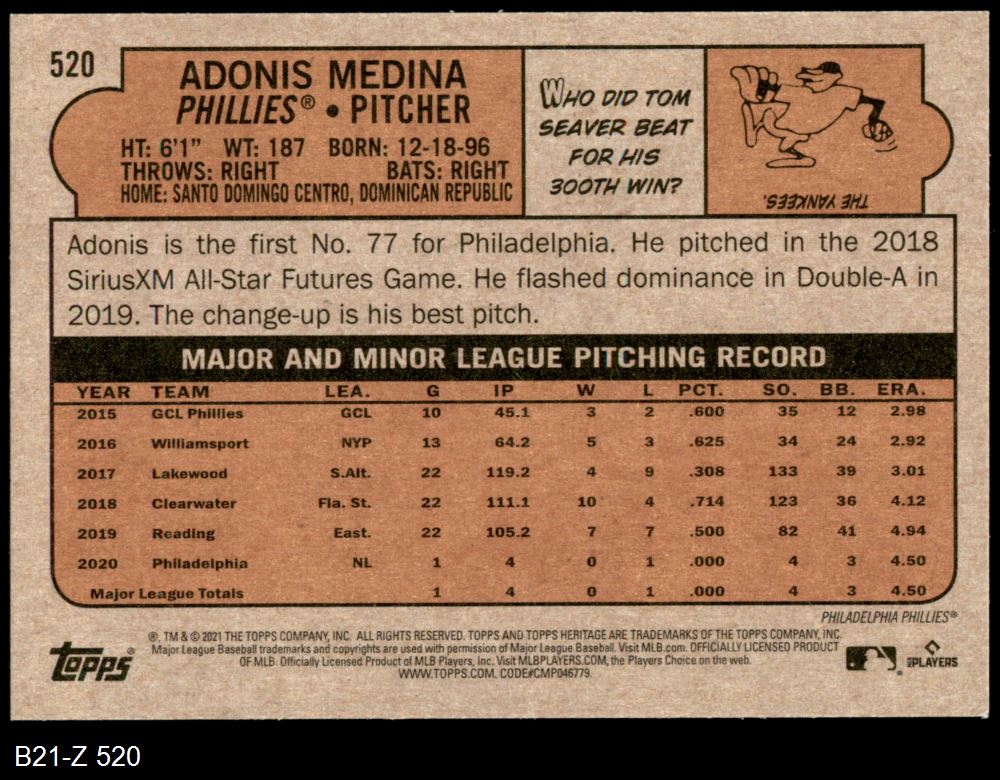 520
ADONIS MEDINA
PHILLIES® • PITCHER
HT: 6'1" WT: 187 BORN: 12-18-96
THROWS: RIGHT BATS: RIGHT
HOME: SANTO DOMINGO CENTRO, DOMINICAN REPUBLIC
WHO DID TOM
SEAVER BEAT
FOR HIS
300TH WIN?
THE YANKEES.
Adonis is the first No. 77 for Philadelphia. He pitched in the 2018
SiriusXM All-Star Futures Game. He flashed dominance in Double-A in
2019. The change-up is his best pitch.
MAJOR AND MINOR LEAGUE PITCHING RECORD
YEAR TEAM LEA. G IP W L PCT. SO. BB. ERA.
2015 GCL Phillies GCL 10 45.1 3 2 .600 35 12 2.98
2016 Williamsport NYP 13 64.2 5 3 .625 34 24 2.92
2017 Lakewood S.Atl. 22 119.2 4 9 .308 133 39 3.01
2018 Clearwater Fla. St. 22 111.1 10 4 .714 123 36 4.12
2019 Reading East. 22 105.2 7 7 .500 82 41 4.94
2020 Philadelphia NL 1 4 0 1 .000 4 3 4.50
Major League Totals 1 4 0 1 .000 4 3 4.50
PHILADELPHIA PHILLIES®
®, TM & © 2021 THE TOPPS COMPANY, INC. ALL RIGHTS RESERVED. TOPPS AND TOPPS HERITAGE ARE TRADEMARKS OF THE TOPPS COMPANY, INC.
Major League Baseball trademarks and copyrights are used with permission of Major League Baseball. Visit MLB.com. OFFICIALLY LICENSED PRODUCT
OF MLB. Officially Licensed Product of MLB Players, Inc. Visit MLBPLAYERS.COM, the Players Choice on the web.
WWW.TOPPS.COM. CODE#CMP046779.
topps®
MLB PLAYERS
B21-Z 520